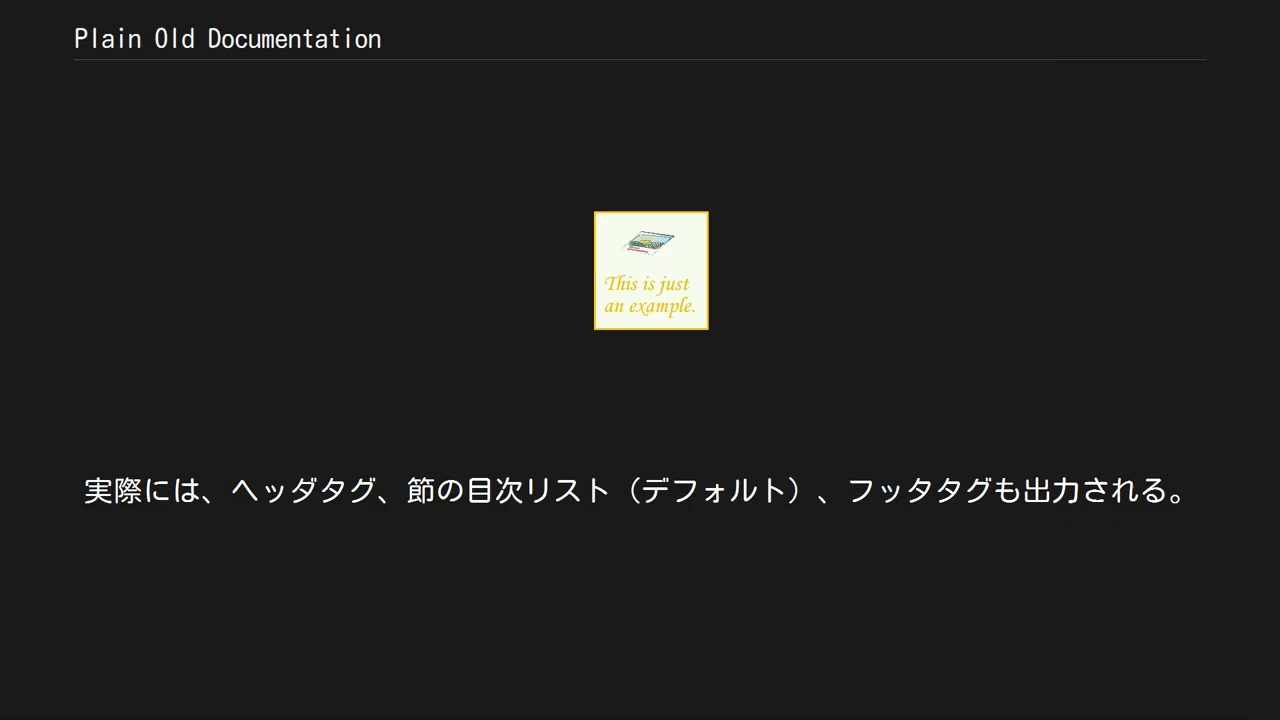 Plain Old Documentation
This is just
an example.
実際には、ヘッダタグ、節の目次リスト（デフォルト）、フッタタグも出力される。